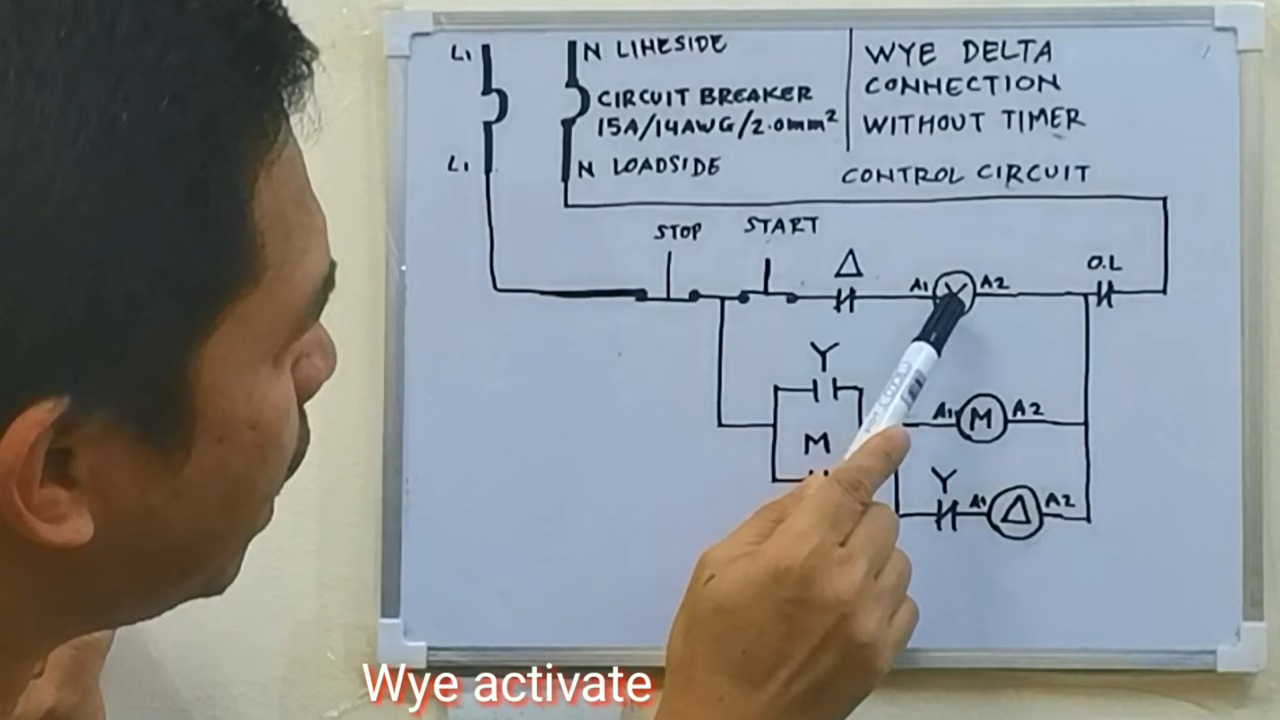 L1
N LINESIDE
CIRCUIT BREAKER
15A/14AWG/2.0mm²
L1
N LOADSIDE
WYE DELTA
CONNECTION
WITHOUT TIMER
CONTROL CIRCUIT
STOP
START
Δ
A1
Y
A2
O.L
Y
M
A1
M
A2
Y
A1
Δ
A2
Wye activate